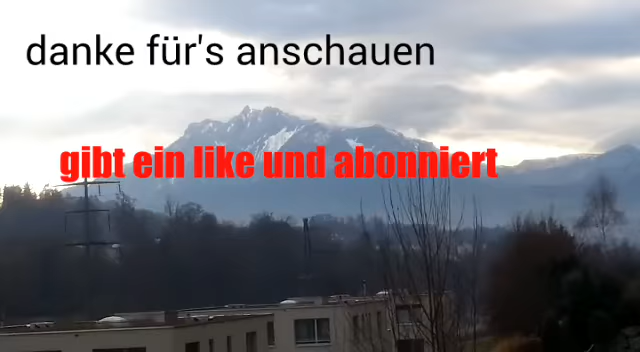 danke für's anschauen
gibt ein like und abonniert